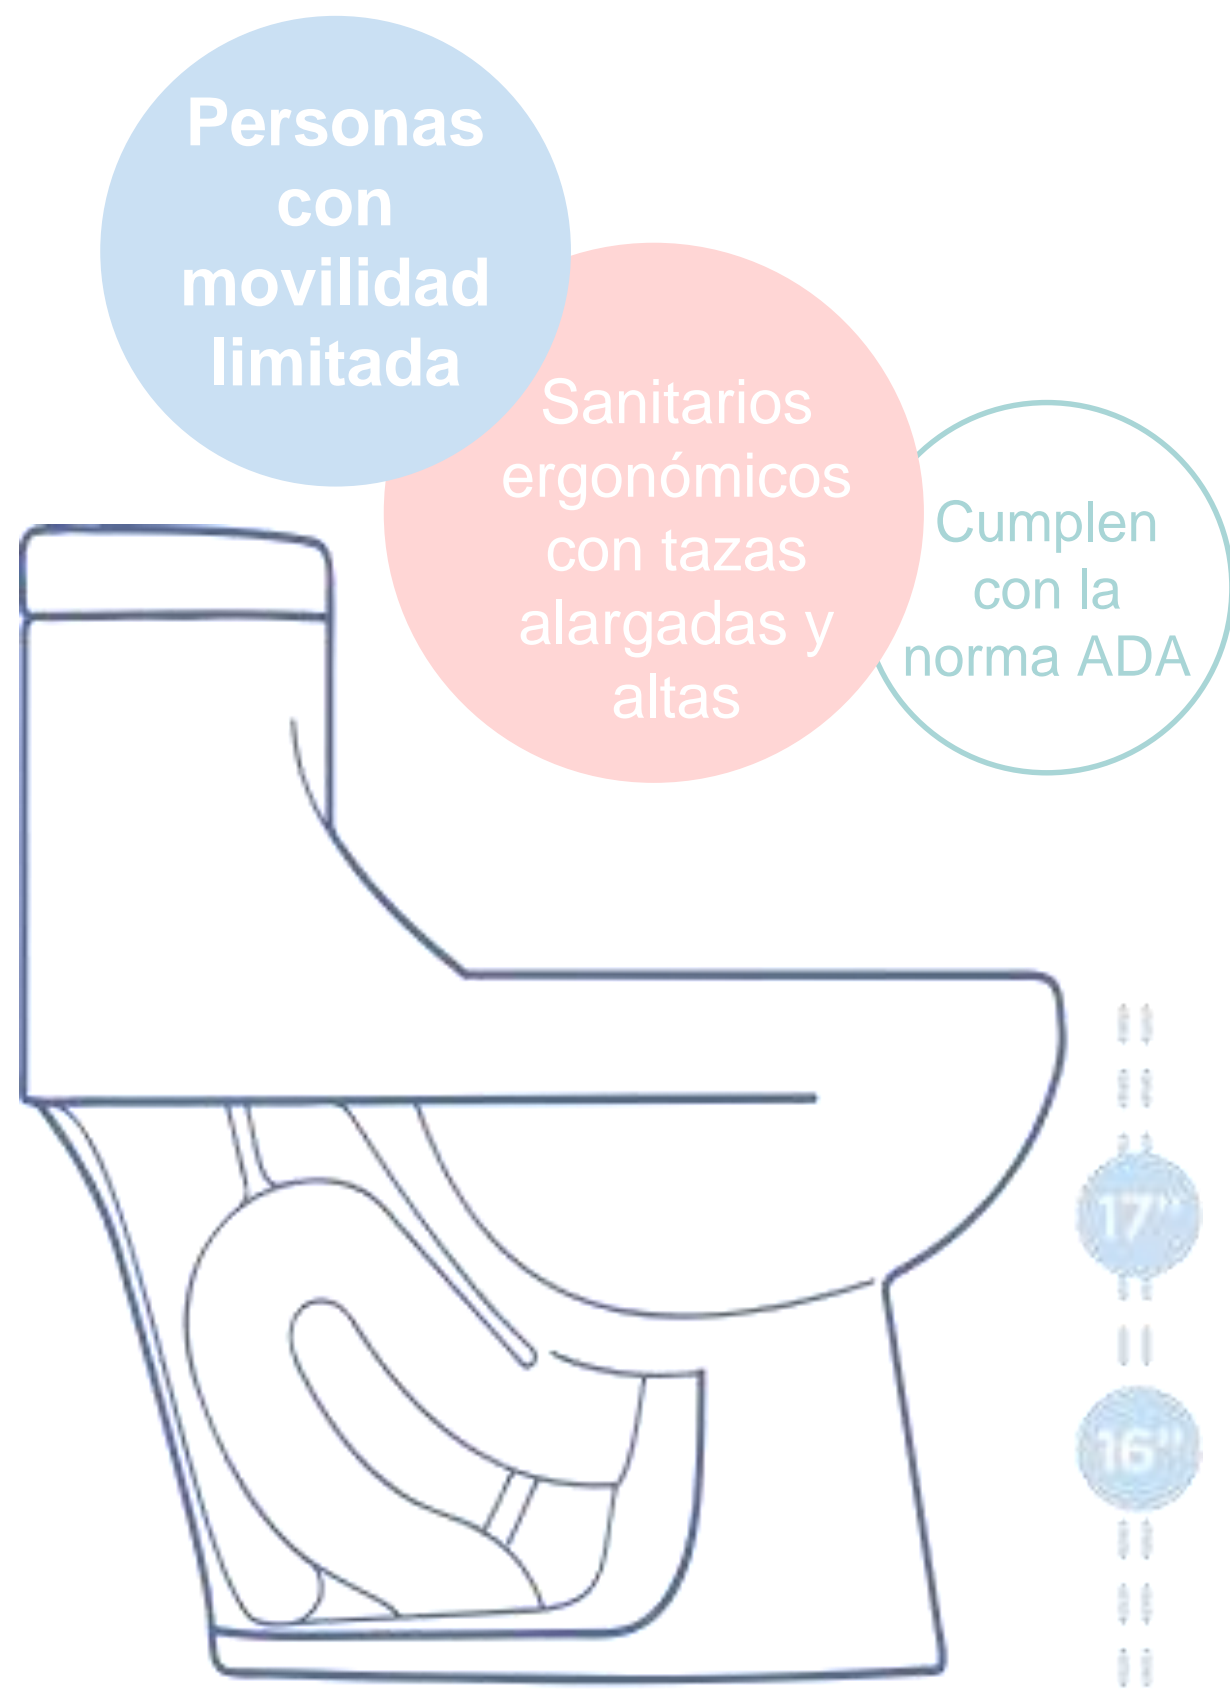 Personas
con
movilidad
limitada
Sanitarios
ergonómicos
con tazas
alargadas y
altas
Cumplen
con la
norma ADA
17"
16"